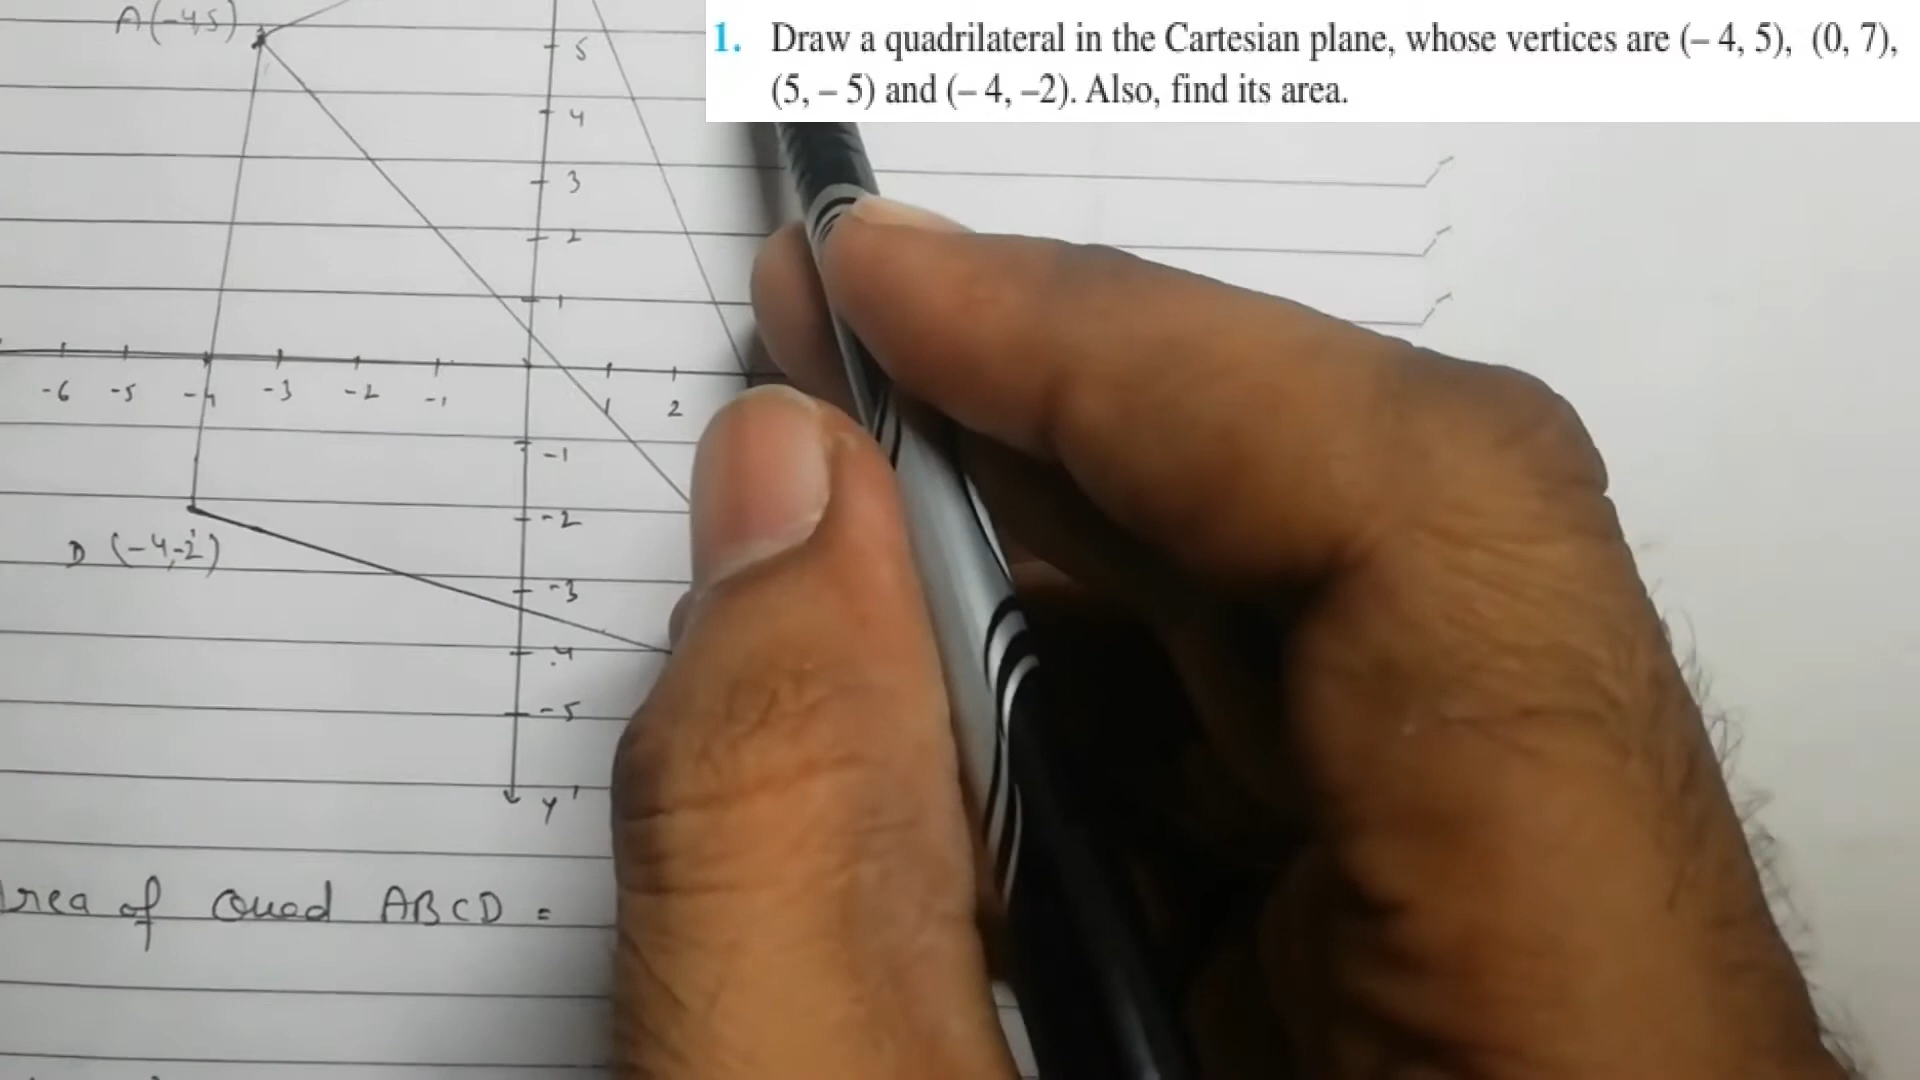 1. Draw a quadrilateral in the Cartesian plane, whose vertices are (– 4, 5), (0, 7),
(5, – 5) and (– 4, –2). Also, find its area.
A(-4,5)
5
4
3
2
1
-6 -5 -4 -3 -2 -1 1 2
-1
-2
D (-4,-2)
-3
-4
-5
Y'
Area of Quad ABCD =